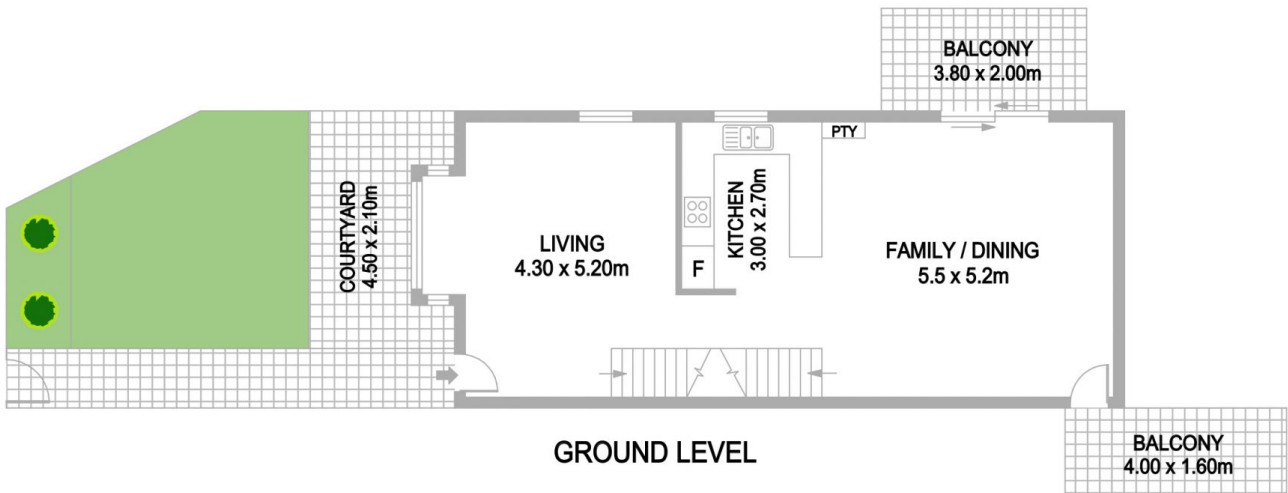 BALCONY
3.80 x 2.00m
PTY
COURTYARD
4.50 x 2.10m
LIVING
4.30 x 5.20m
KITCHEN
3.00 x 2.70m
F
FAMILY / DINING
5.5 x 5.2m
GROUND LEVEL
BALCONY
4.00 x 1.60m